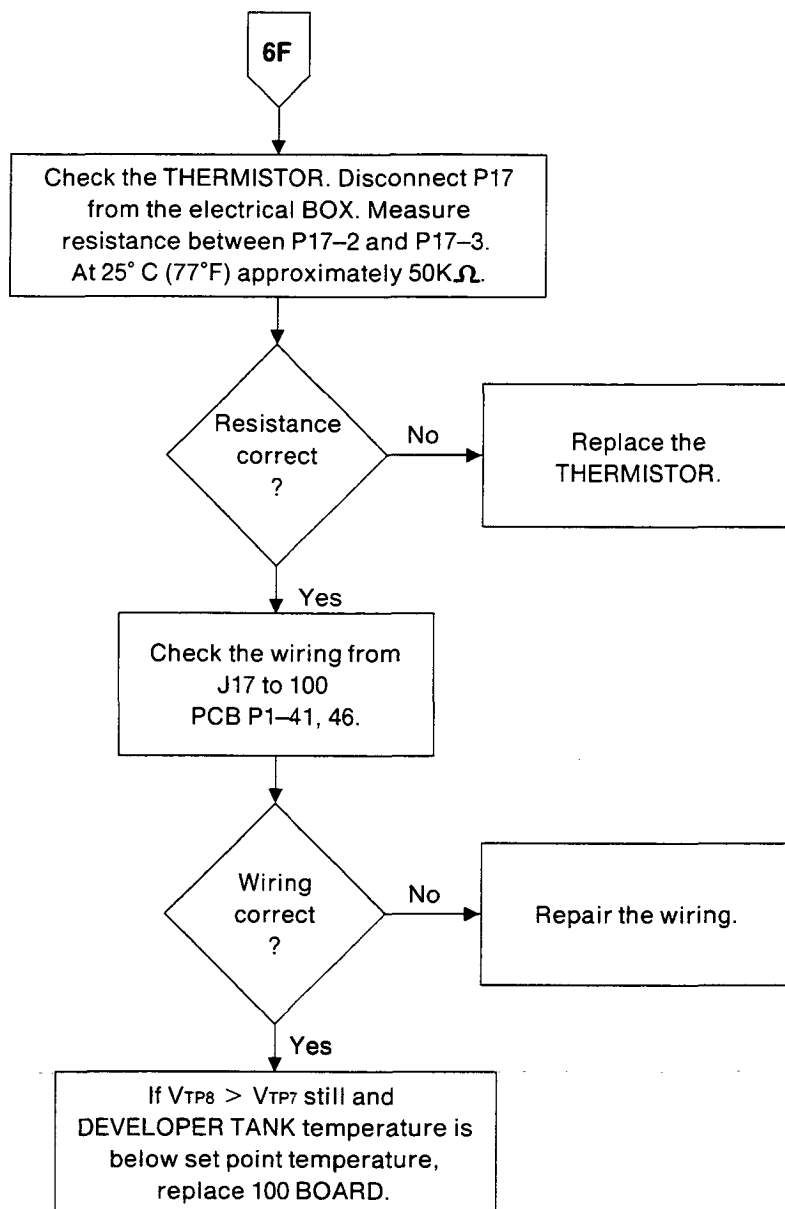 6F
Check the THERMISTOR. Disconnect P17
from the electrical BOX. Measure
resistance between P17–2 and P17–3.
At 25° C (77°F) approximately 50KΩ.
Resistance
correct
?
No
Replace the
THERMISTOR.
Yes
Check the wiring from
J17 to 100
PCB P1–41, 46.
Wiring
correct
?
No
Repair the wiring.
Yes
If VTP8 > VTP7 still and
DEVELOPER TANK temperature is
below set point temperature,
replace 100 BOARD.